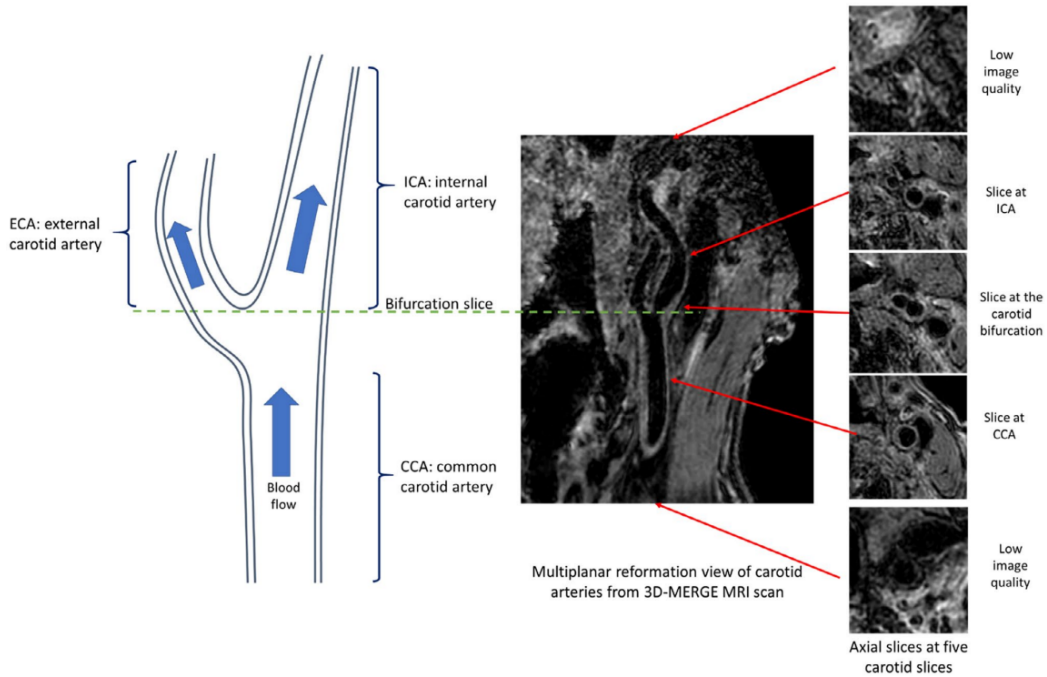 ECA: external
carotid artery
ICA: internal
carotid artery
Bifurcation slice
CCA: common
carotid artery
Blood
flow
Multiplanar reformation view of carotid
arteries from 3D-MERGE MRI scan
Low
image
quality
Slice at
ICA
Slice at the
carotid
bifurcation
Slice at
CCA
Low
image
quality
Axial slices at five
carotid slices